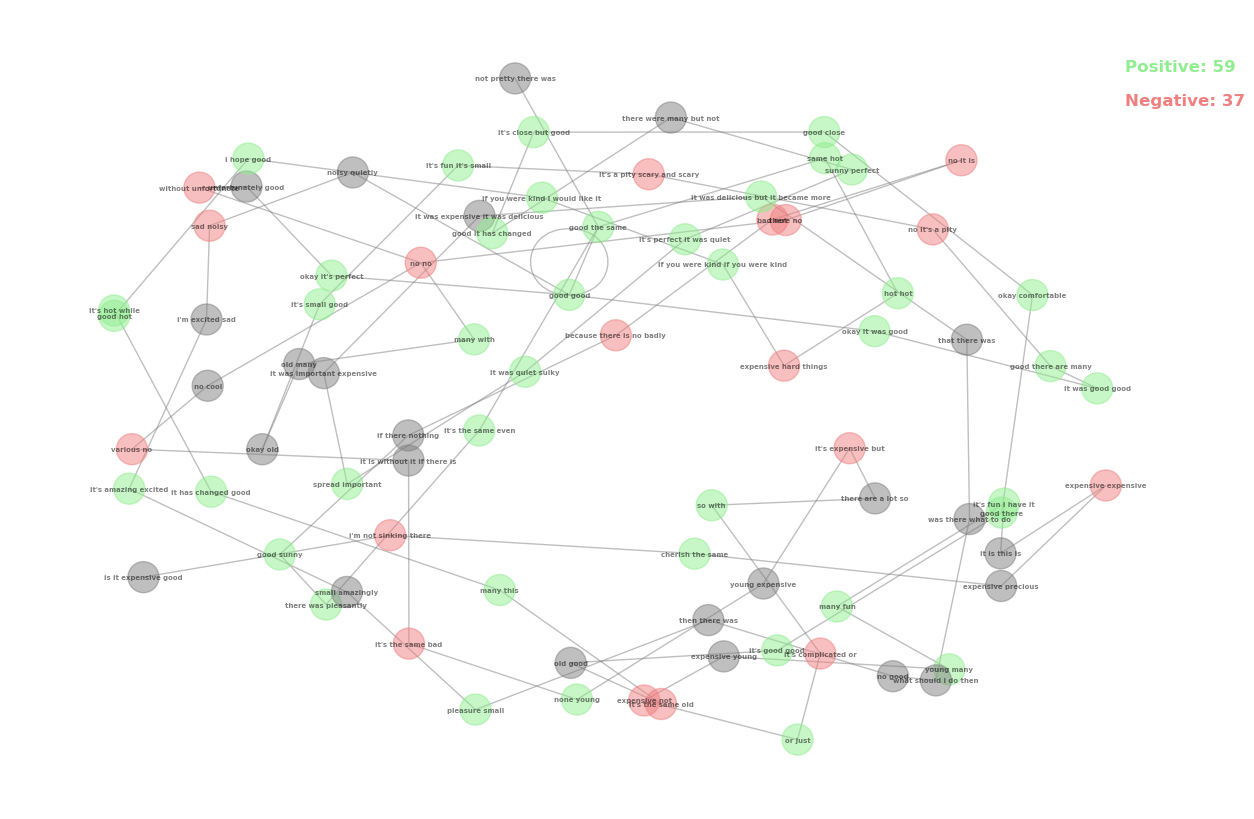 Positive: 59
not pretty there was
Negative: 37
there were many but not
It's close but good
good close
I hope good
same hot
no it is
It's fun it's small
sunny perfect
noisy quietly
It's a pity scary and scary
unfortunately good
If you were kind I would like it
It was delicious but it became more
It was expensive it was delicious
sad noisy
good the same
good it has changed
no it's a pity
It's perfect it was quiet
no no
If you were kind if you were kind
okay it's perfect
good good
hot hot
okay comfortable
It's small good
It's hot while
good hot
I'm excited sad
okay it was good
because there is no badly
many with
that there was
old many
It was important expensive
It was quiet sulky
expensive hard things
good there are many
no cool
It was good good
If there nothing
It's the same even
various no
okay old
It's expensive but
It is without it if there is
spread important
expensive expensive
It's amazing excited
It has changed good
there are a lot so
so with
It's fun I have it
good there
was there what to do
I'm not sinking there
good sunny
cherish the same
It is this is
Is it expensive good
young expensive
expensive precious
many this
small amazingly
there was pleasantly
many fun
then there was
It's the same bad
It's good good
It's complicated or
expensive young
old good
young many
no good
what should I do then
none young
expensive not
It's the same old
pleasure small
or just